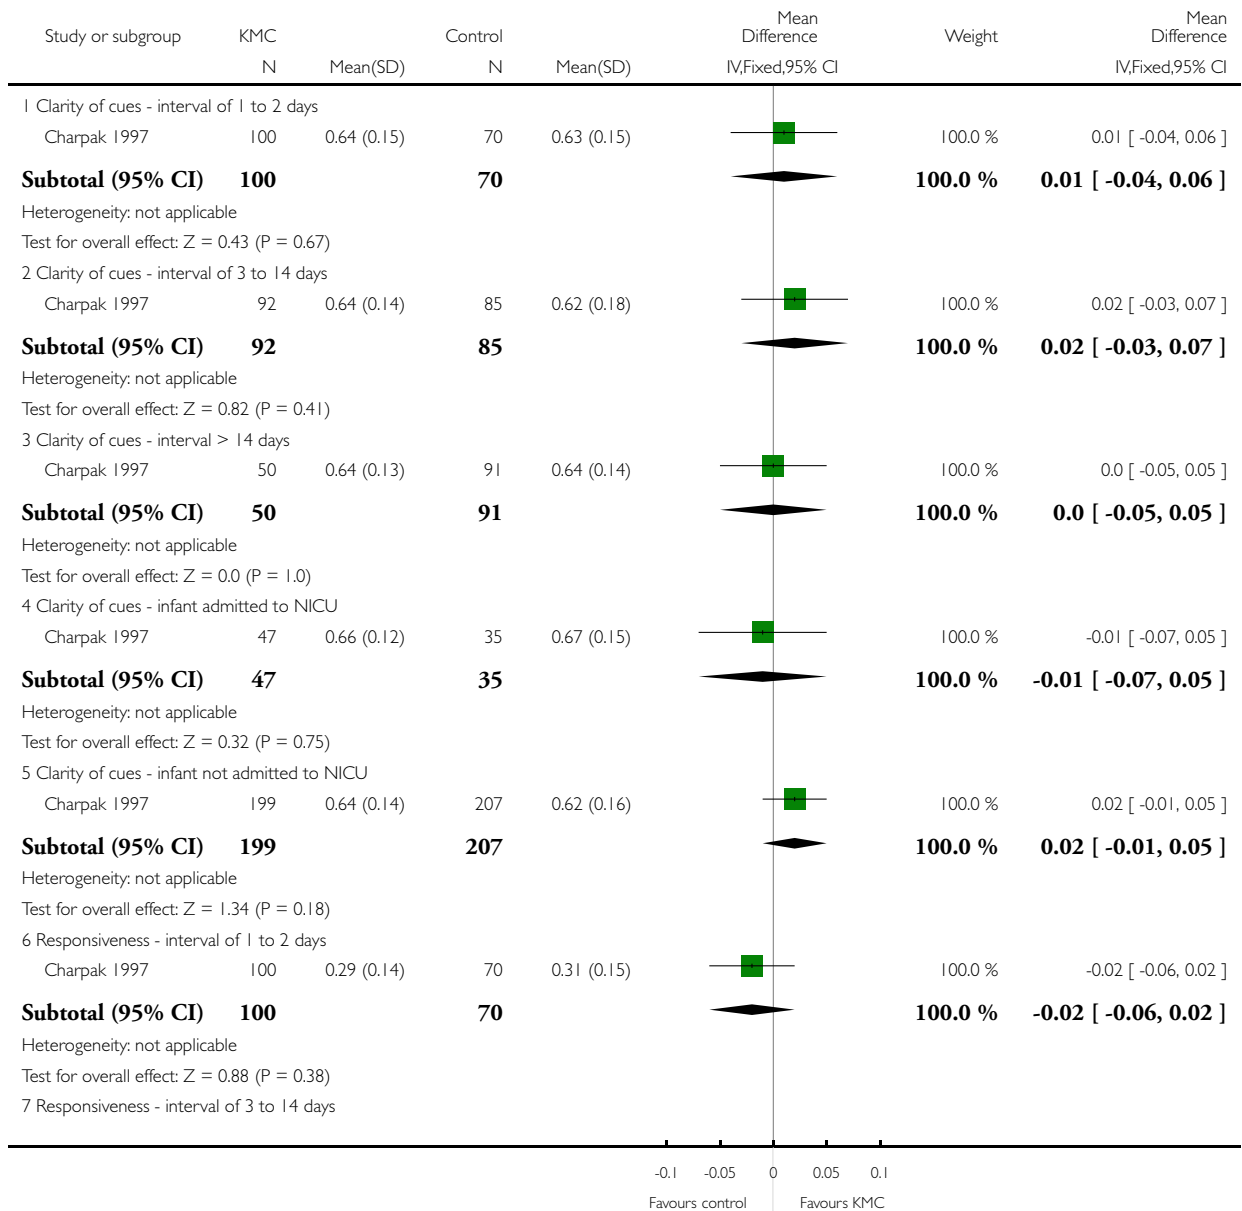 Study or subgroup KMC Control Mean Difference Weight Mean Difference
N Mean(SD) N Mean(SD) IV,Fixed,95% CI IV,Fixed,95% CI
1 Clarity of cues - interval of 1 to 2 days
Charpak 1997 100 0.64 (0.15) 70 0.63 (0.15) 100.0 % 0.01 [ -0.04, 0.06 ]
Subtotal (95% CI) 100 70 100.0 % 0.01 [ -0.04, 0.06 ]
Heterogeneity: not applicable
Test for overall effect: Z = 0.43 (P = 0.67)
2 Clarity of cues - interval of 3 to 14 days
Charpak 1997 92 0.64 (0.14) 85 0.62 (0.18) 100.0 % 0.02 [ -0.03, 0.07 ]
Subtotal (95% CI) 92 85 100.0 % 0.02 [ -0.03, 0.07 ]
Heterogeneity: not applicable
Test for overall effect: Z = 0.82 (P = 0.41)
3 Clarity of cues - interval > 14 days
Charpak 1997 50 0.64 (0.13) 91 0.64 (0.14) 100.0 % 0.0 [ -0.05, 0.05 ]
Subtotal (95% CI) 50 91 100.0 % 0.0 [ -0.05, 0.05 ]
Heterogeneity: not applicable
Test for overall effect: Z = 0.0 (P = 1.0)
4 Clarity of cues - infant admitted to NICU
Charpak 1997 47 0.66 (0.12) 35 0.67 (0.15) 100.0 % -0.01 [ -0.07, 0.05 ]
Subtotal (95% CI) 47 35 100.0 % -0.01 [ -0.07, 0.05 ]
Heterogeneity: not applicable
Test for overall effect: Z = 0.32 (P = 0.75)
5 Clarity of cues - infant not admitted to NICU
Charpak 1997 199 0.64 (0.14) 207 0.62 (0.16) 100.0 % 0.02 [ -0.01, 0.05 ]
Subtotal (95% CI) 199 207 100.0 % 0.02 [ -0.01, 0.05 ]
Heterogeneity: not applicable
Test for overall effect: Z = 1.34 (P = 0.18)
6 Responsiveness - interval of 1 to 2 days
Charpak 1997 100 0.29 (0.14) 70 0.31 (0.15) 100.0 % -0.02 [ -0.06, 0.02 ]
Subtotal (95% CI) 100 70 100.0 % -0.02 [ -0.06, 0.02 ]
Heterogeneity: not applicable
Test for overall effect: Z = 0.88 (P = 0.38)
7 Responsiveness - interval of 3 to 14 days
-0.1 -0.05 0 0.05 0.1
Favours control Favours KMC